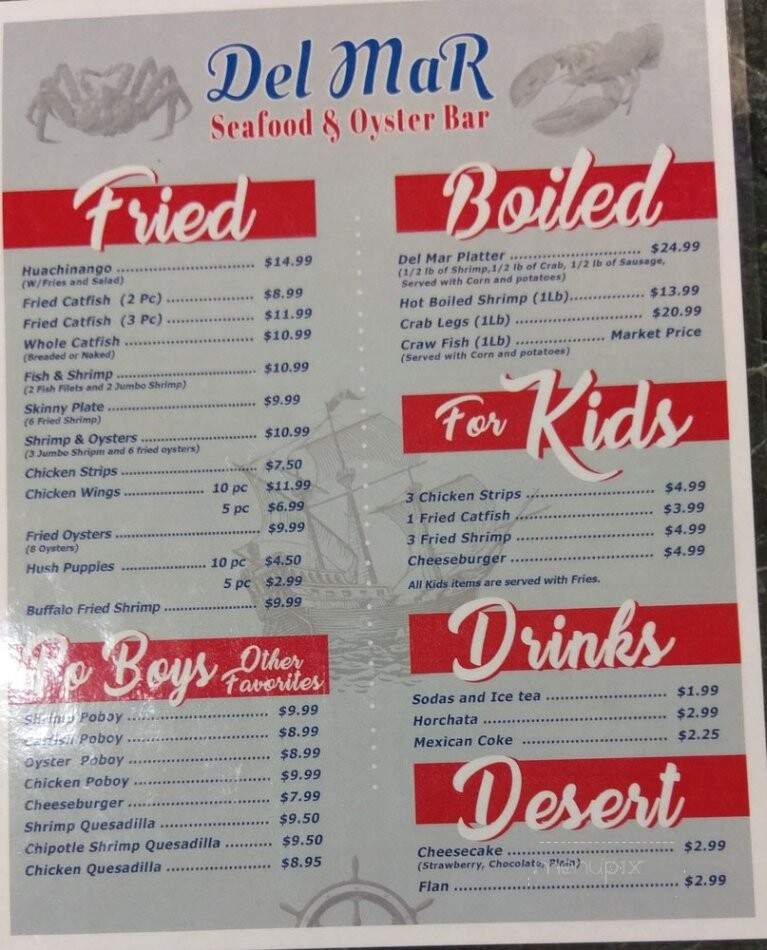 Del MaR
Seafood & Oyster Bar
Fried
Huachinango ................................ $14.99
(W/Fries and Salad)
Fried Catfish (2 Pc) .................... $8.99
Fried Catfish (3 Pc) .................... $11.99
Whole Catfish .............................. $10.99
(Breaded or Naked)
Fish & Shrimp .............................. $10.99
(2 Fish Filets and 2 Jumbo Shrimp)
Skinny Plate ................................ $9.99
(6 Fried Shrimp)
Shrimp & Oysters .......................... $10.99
(3 Jumbo Shripm and 6 fried oysters)
Chicken Strips .............................. $7.50
Chicken Wings .................. 10 pc $11.99
5 pc $6.99
Fried Oysters ................................ $9.99
(8 Oysters)
Hush Puppies .................. 10 pc $4.50
5 pc $2.99
Buffalo Fried Shrimp ...................... $9.99
Po Boys Other
Favorites
Shrimp Poboy ................................ $9.99
Catfish Poboy ................................ $8.99
Oyster Poboy ................................ $8.99
Chicken Poboy .............................. $9.99
Cheeseburger ................................ $7.99
Shrimp Quesadilla .......................... $9.50
Chipotle Shrimp Quesadilla ............ $9.50
Chicken Quesadilla ........................ $8.95
Boiled
Del Mar Platter .............................. $24.99
(1/2 lb of Shrimp,1/2 lb of Crab, 1/2 lb of Sausage,
Served with Corn and potatoes)
Hot Boiled Shrimp (1Lb).................. $13.99
Crab Legs (1Lb) .............................. $20.99
Craw Fish (1Lb) .................... Market Price
(Served with Corn and potatoes)
For Kids
3 Chicken Strips .............................. $4.99
1 Fried Catfish ................................ $3.99
3 Fried Shrimp ................................ $4.99
Cheeseburger .................................. $4.99
All Kids items are served with Fries.
Drinks
Sodas and Ice tea .......................... $1.99
Horchata ........................................ $2.99
Mexican Coke ................................ $2.25
Desert
Cheesecake .................................... $2.99
(Strawberry, Chocolate, Plain)
menupix
Flan ................................................ $2.99